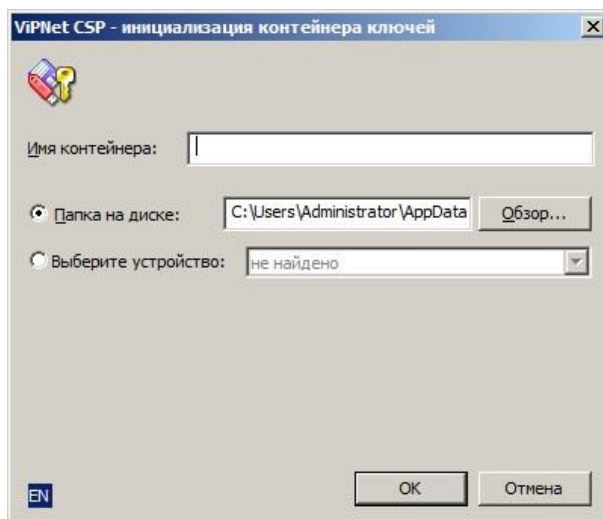 ViPNet CSP - инициализация контейнера ключей
Имя контейнера:
Папка на диске: C:\Users\Administrator\AppData Обзор...
Выберите устройство: не найдено
EN OK Отмена